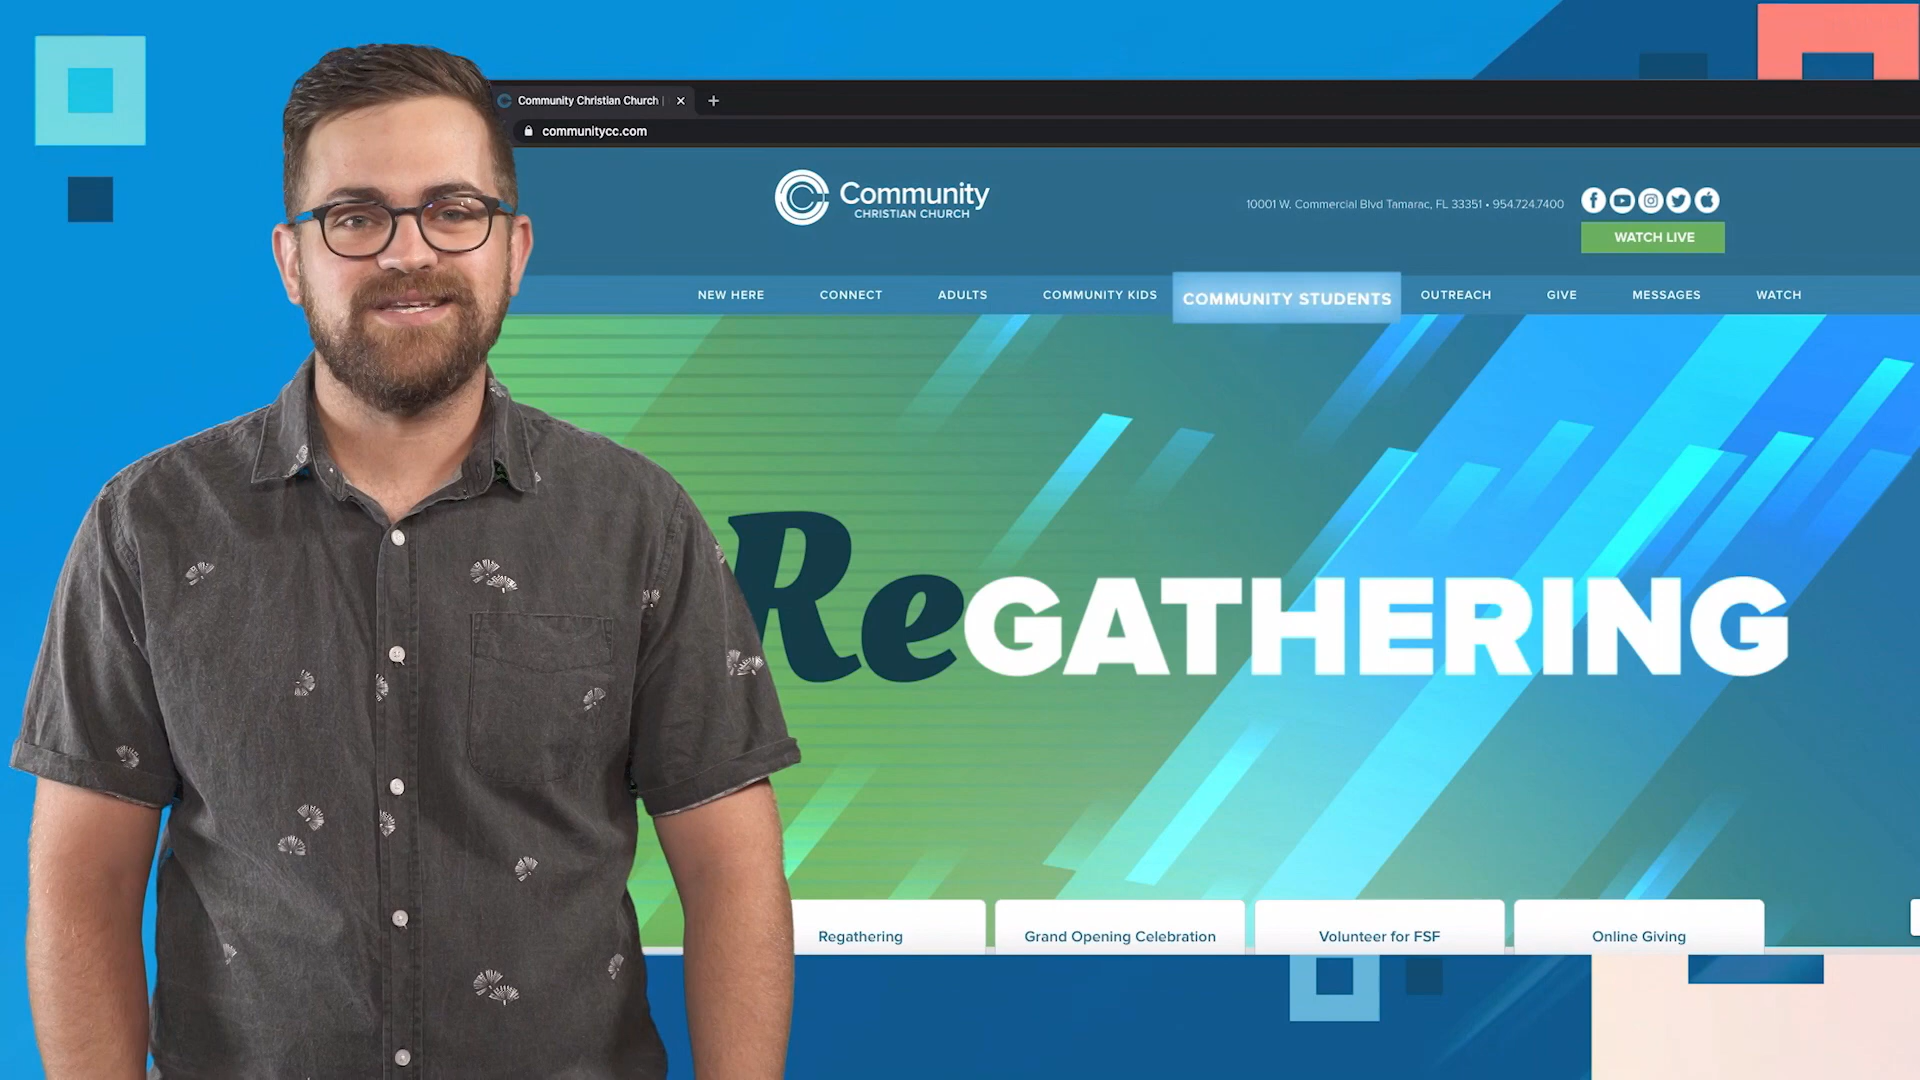 Community Christian Church |
communitycc.com
Community
CHRISTIAN CHURCH
10001 W. Commercial Blvd Tamarac, FL 33351 • 954.724.7400
WATCH LIVE
NEW HERE CONNECT ADULTS COMMUNITY KIDS COMMUNITY STUDENTS OUTREACH GIVE MESSAGES WATCH
ReGATHERING
Regathering Grand Opening Celebration Volunteer for FSF Online Giving